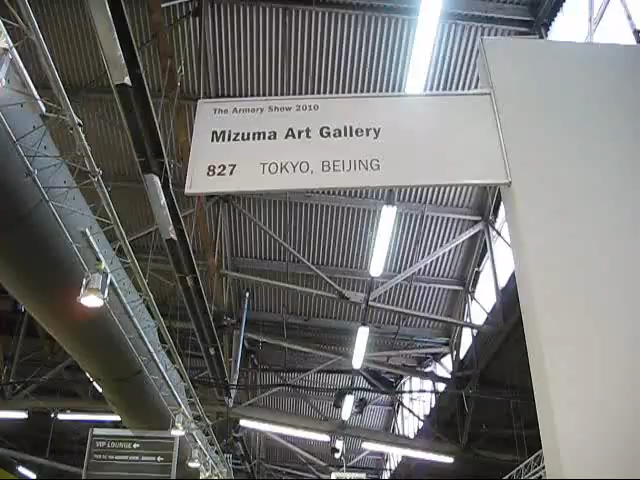 The Armory Show 2010
Mizuma Art Gallery
827 TOKYO, BEIJING
VIP LOUNGE